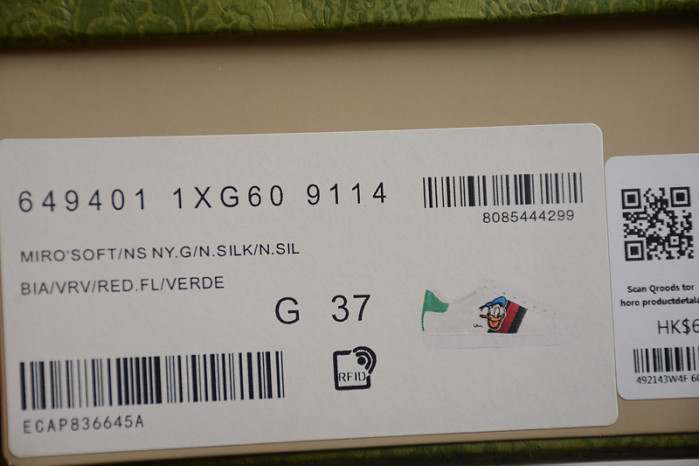 649401 1XG60 9114
8085444299
MIRO'SOFT/NS NY.G/N.SILK/N.SIL
BIA/VRV/RED.FL/VERDE
G 37
RFID
ECAP836645A
Scan Qroods tor
horo productdetail
HK$6
492143W4F 60